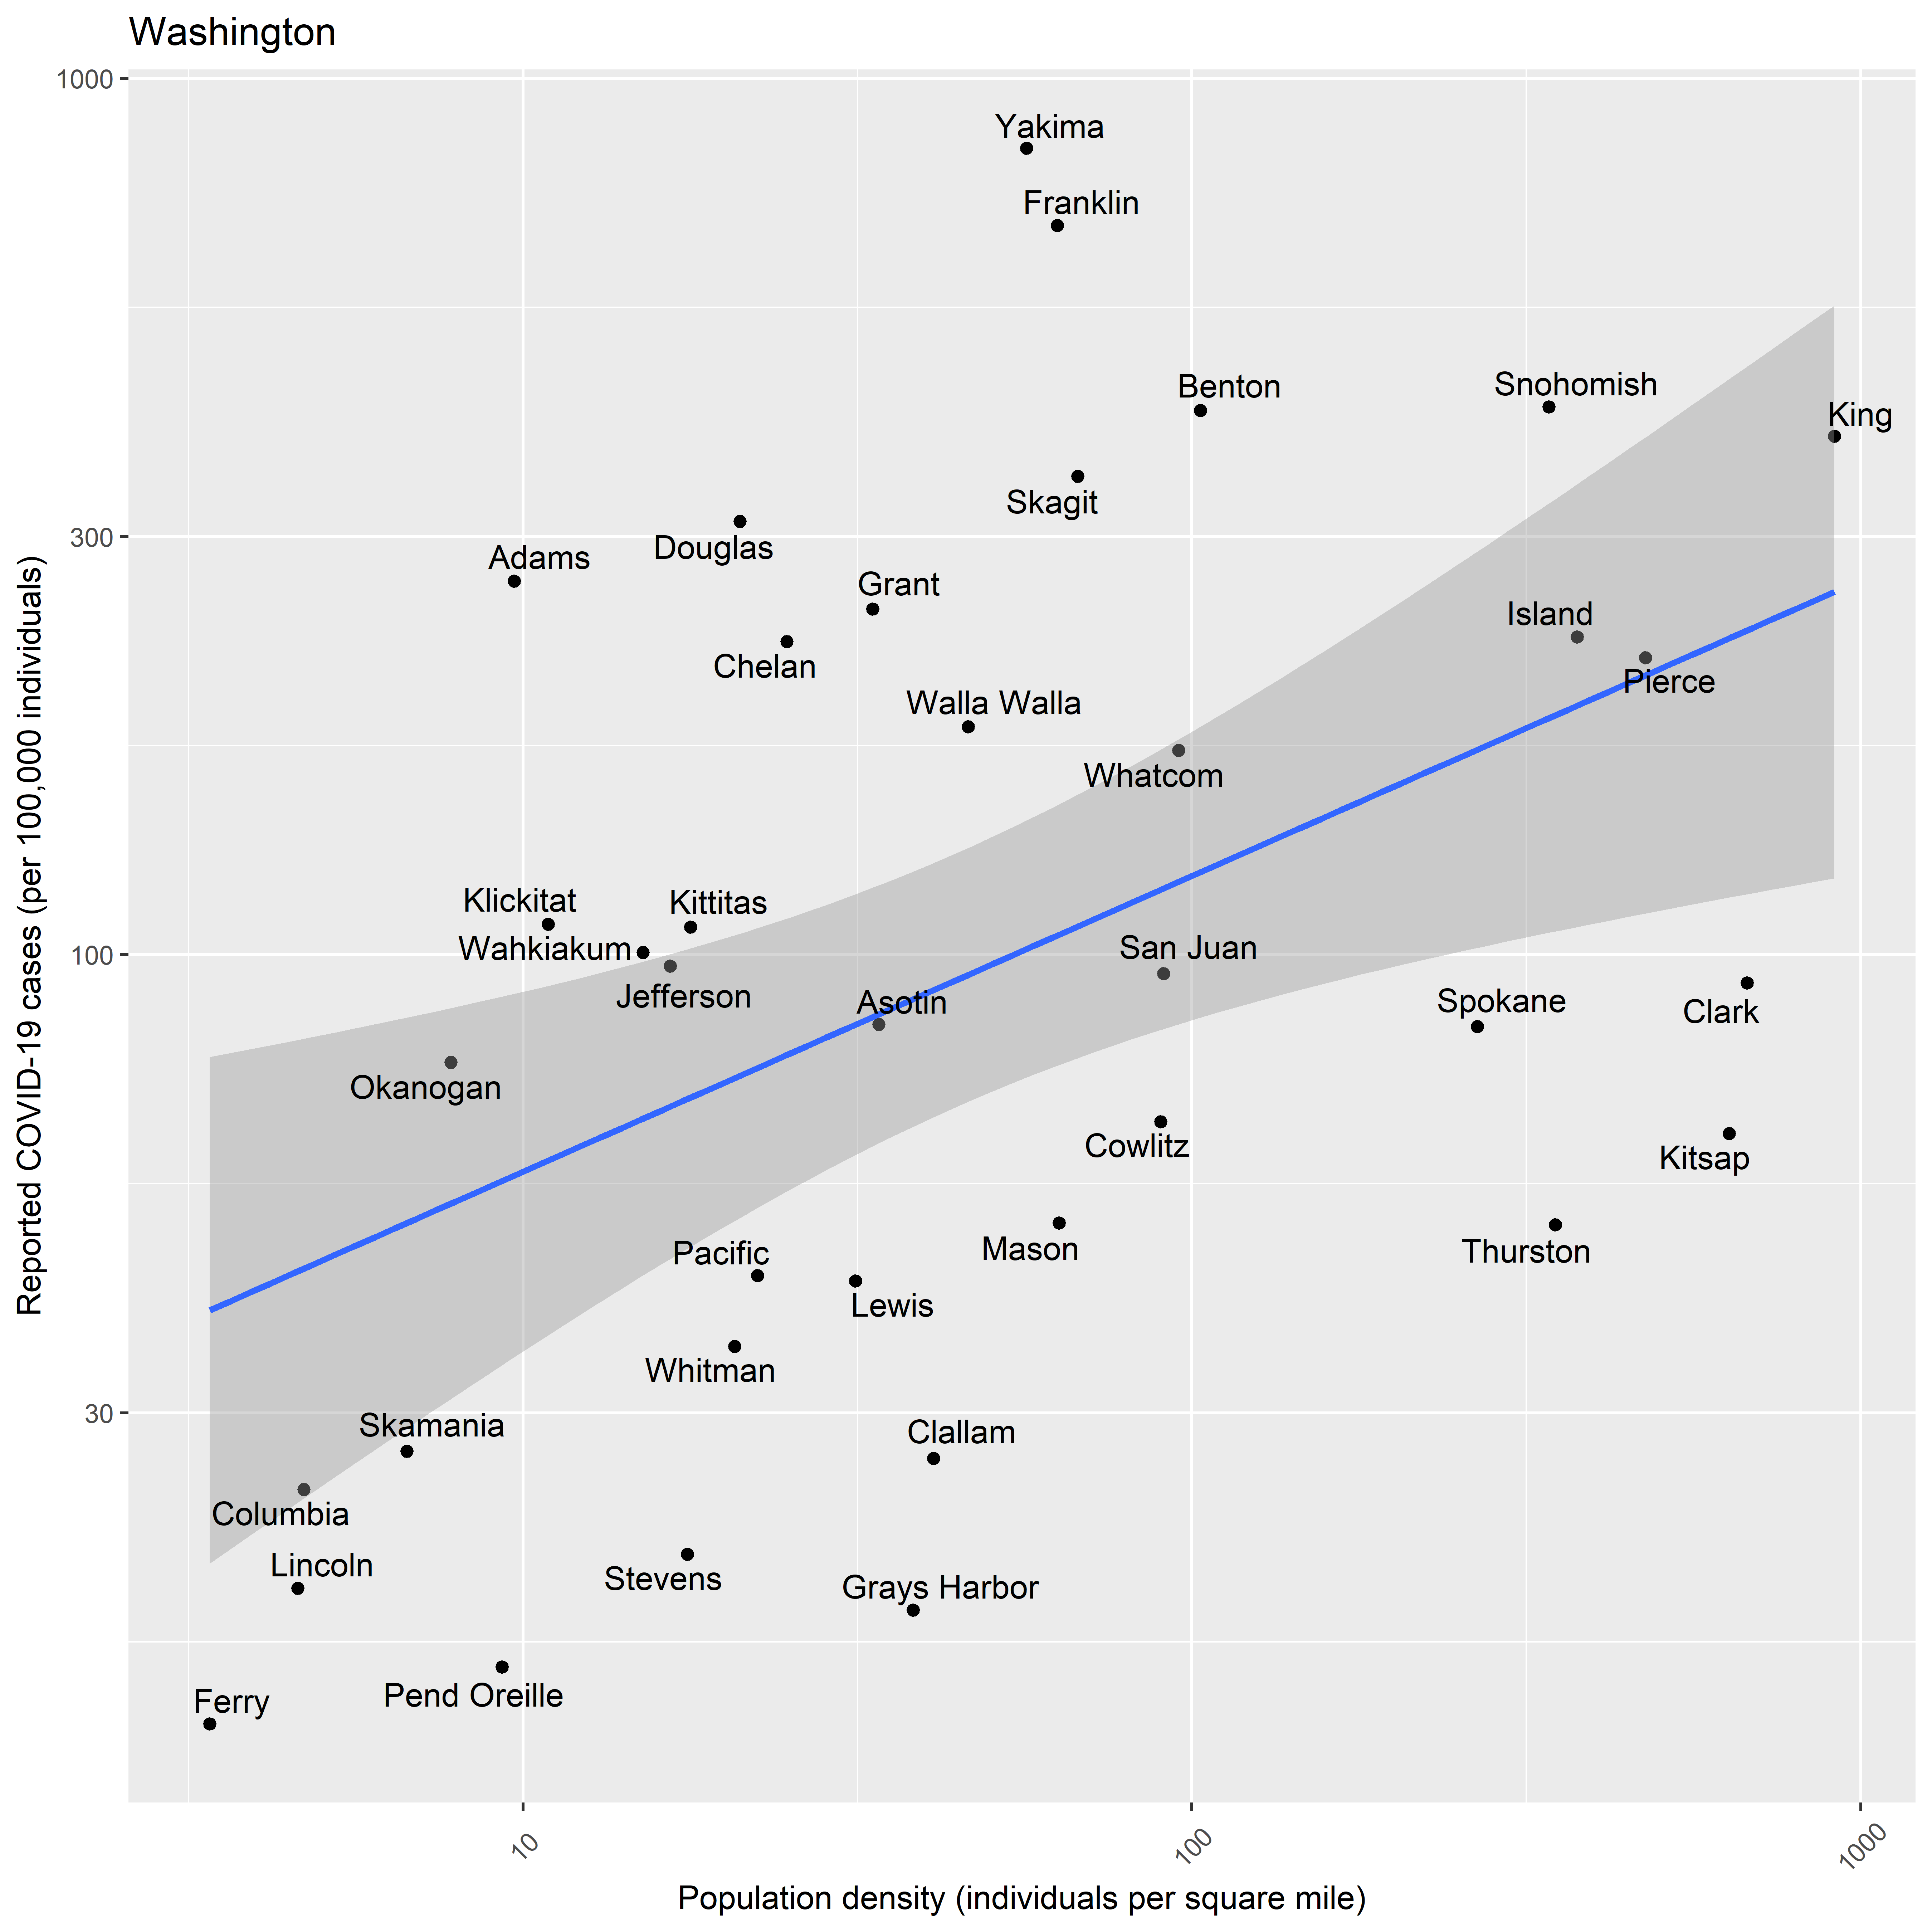 Washington
1000
300
100
30
Reported COVID-19 cases (per 100,000 individuals)
Yakima
Franklin
Benton
Snohomish
King
Skagit
Douglas
Adams
Grant
Island
Chelan
Pierce
Walla Walla
Whatcom
Klickitat
Kittitas
Wahkiakum
San Juan
Jefferson
Asotin
Spokane
Clark
Okanogan
Cowlitz
Kitsap
Mason
Thurston
Pacific
Lewis
Whitman
Skamania
Clallam
Columbia
Lincoln
Stevens
Grays Harbor
Pend Oreille
Ferry
10
100
1000
Population density (individuals per square mile)